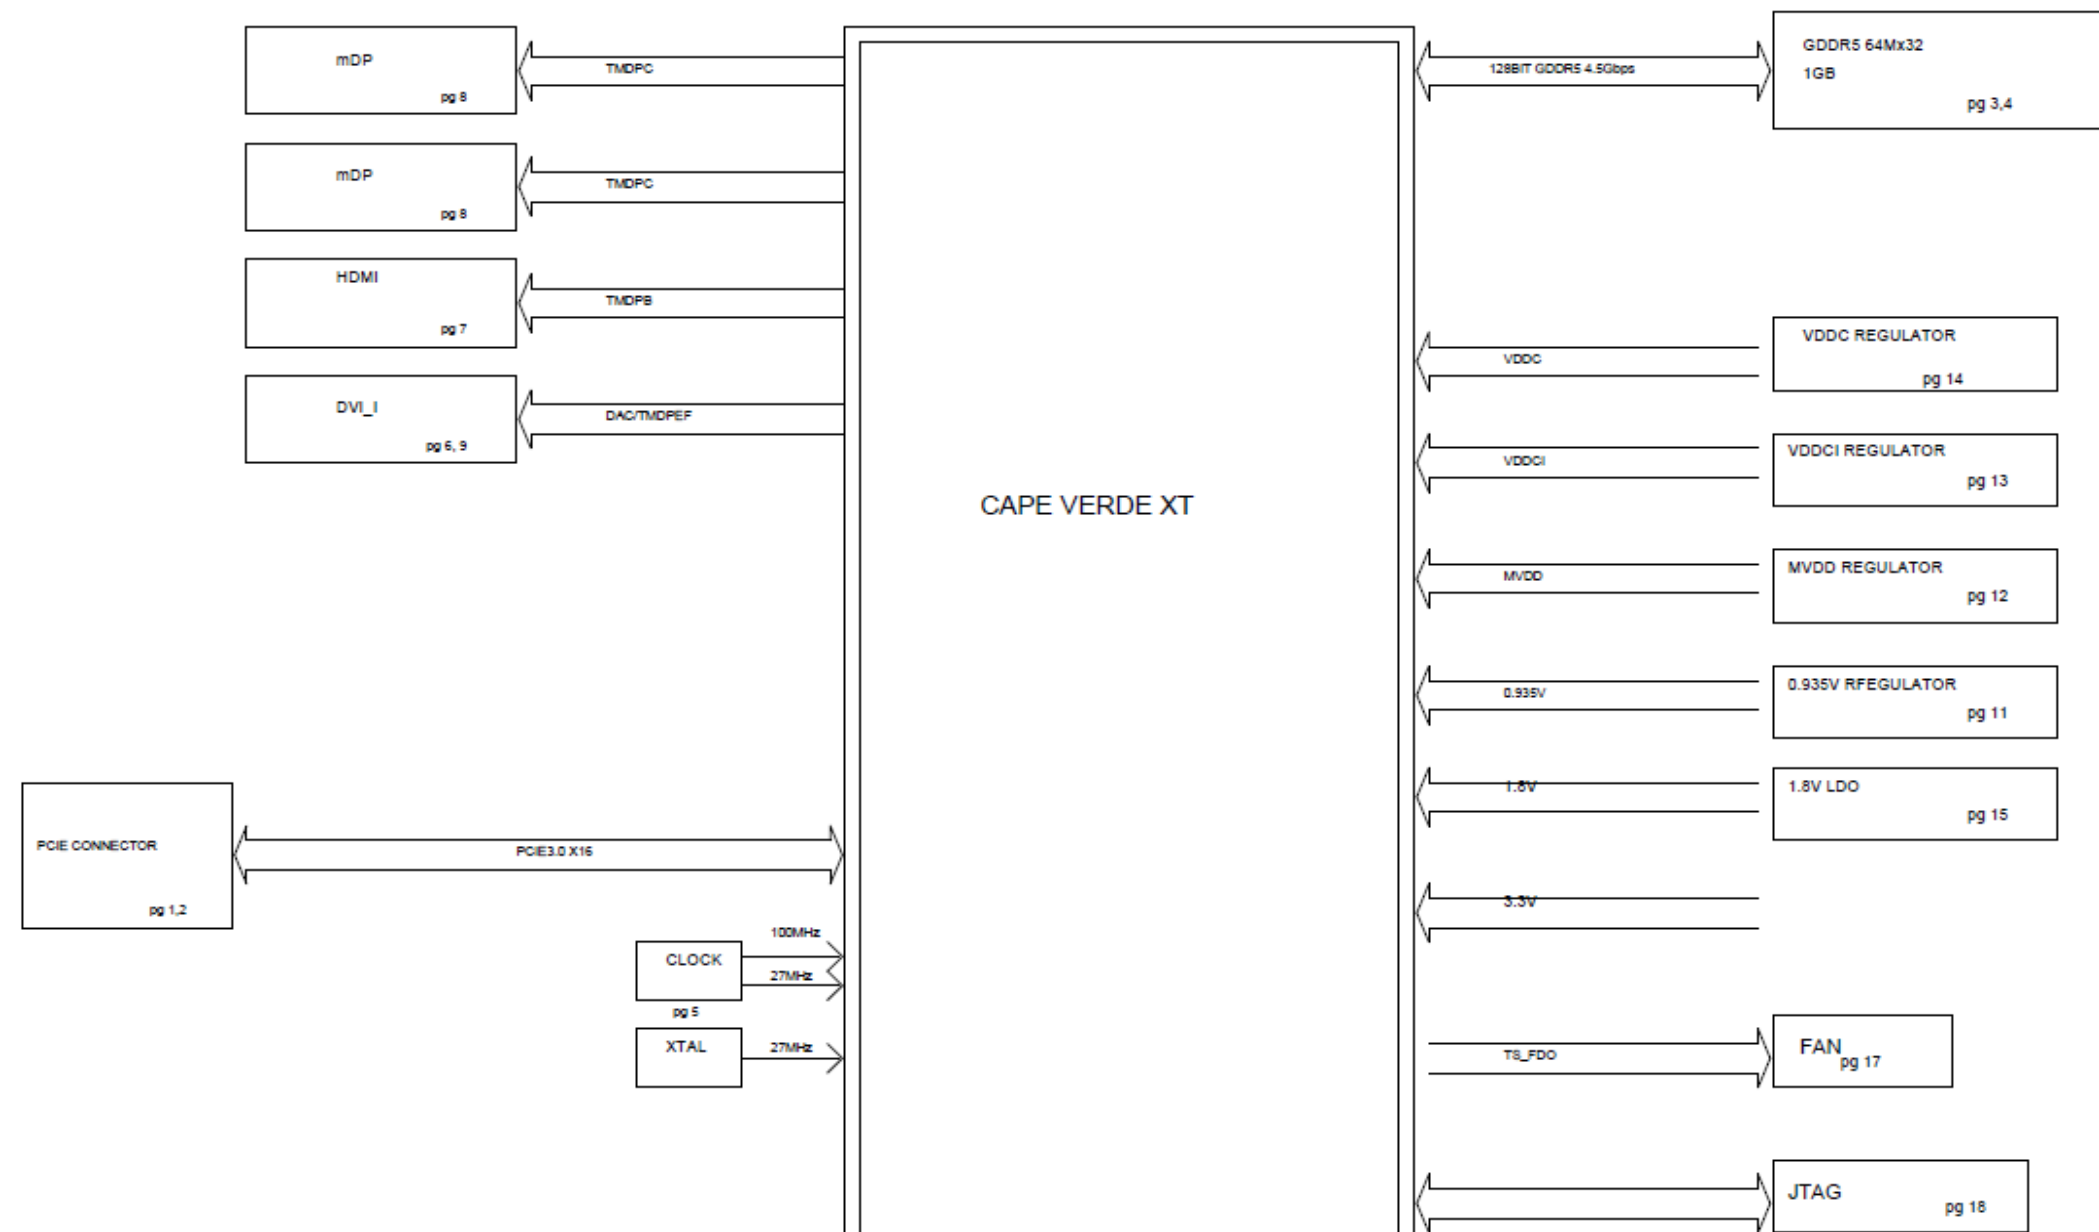 mDP
pg 8
TMDPC
mDP
pg 8
TMDPC
HDMI
pg 7
TMDPB
DVI_I
pg 6, 9
DAC/TMDPEF
PCIE CONNECTOR
pg 1,2
PCIE3.0 X16
CLOCK
pg 5
100MHz
27MHz
XTAL
27MHz
CAPE VERDE XT
128BIT GDDR5 4.5Gbps
GDDR5 64Mx32
1GB
pg 3,4
VDDC
VDDC REGULATOR
pg 14
VDDCI
VDDCI REGULATOR
pg 13
MVDD
MVDD REGULATOR
pg 12
0.935V
0.935V RFEGULATOR
pg 11
1.8V
1.8V LDO
pg 15
3.3V
TS_FDO
FAN
pg 17
JTAG
pg 18